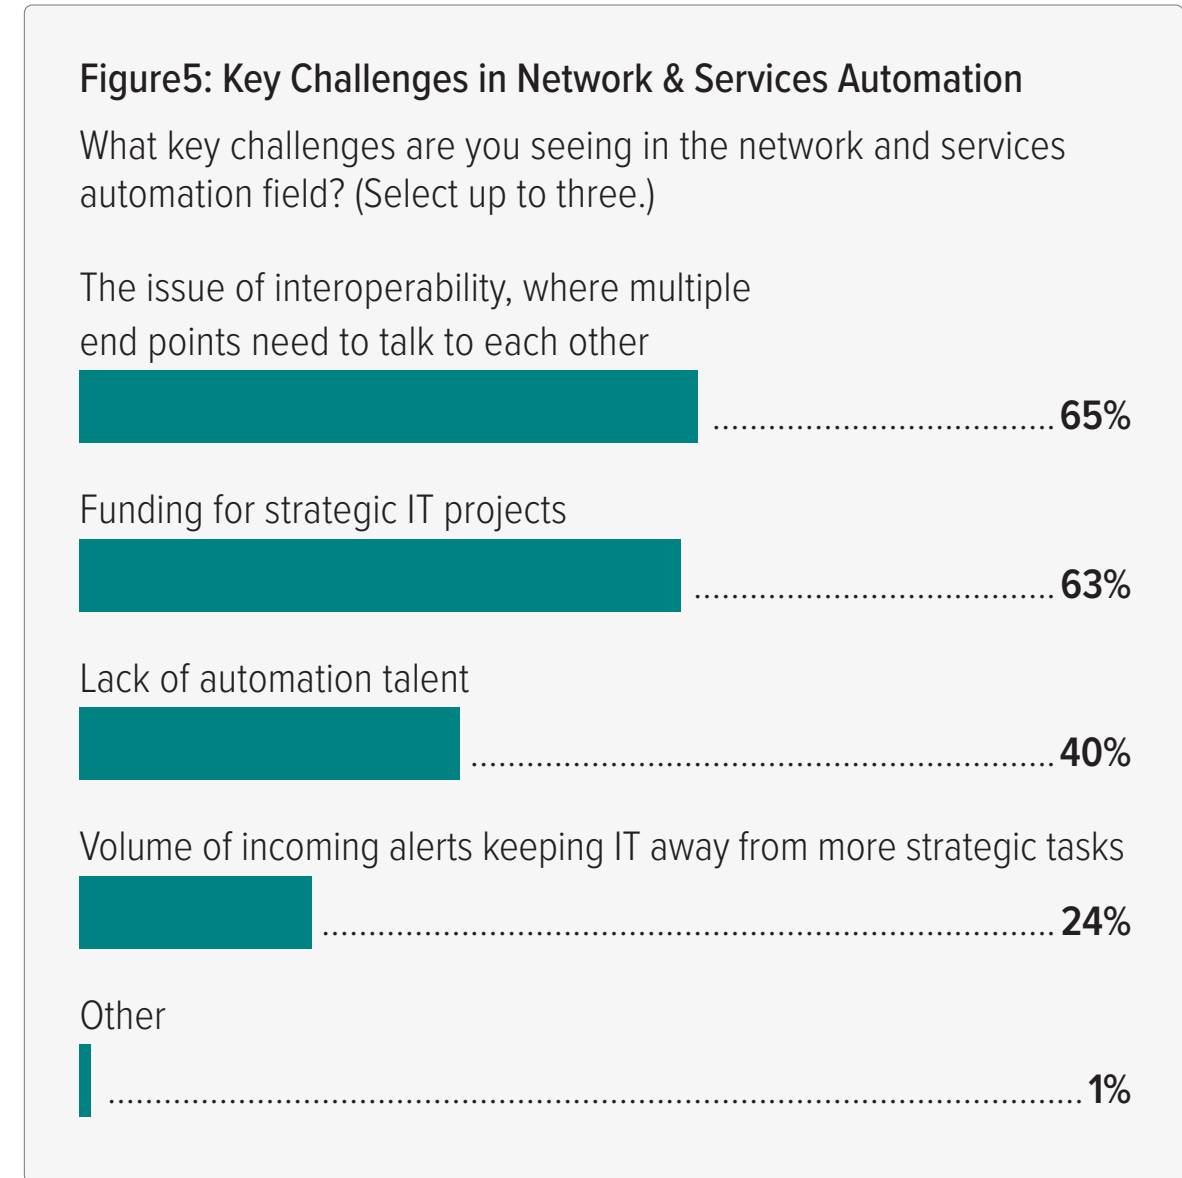 Figure5: Key Challenges in Network & Services Automation
What key challenges are you seeing in the network and services
automation field? (Select up to three.)
The issue of interoperability, where multiple
end points need to talk to each other
65%
Funding for strategic IT projects
63%
Lack of automation talent
40%
Volume of incoming alerts keeping IT away from more strategic tasks
24%
Other
1%